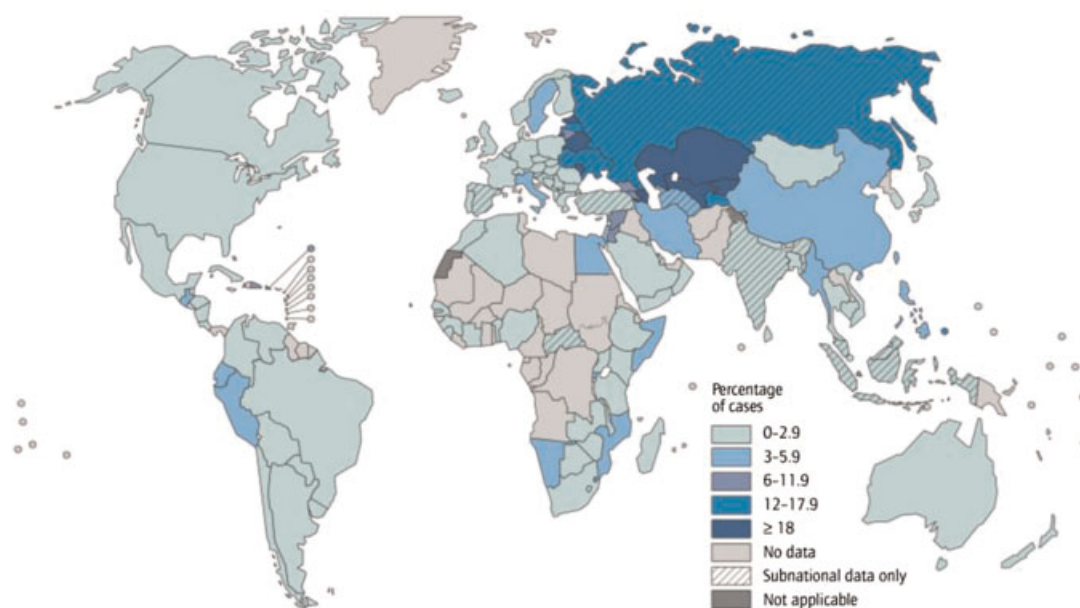 Percentage
of cases
0–2.9
3–5.9
6–11.9
12–17.9
≥ 18
No data
Subnational data only
Not applicable